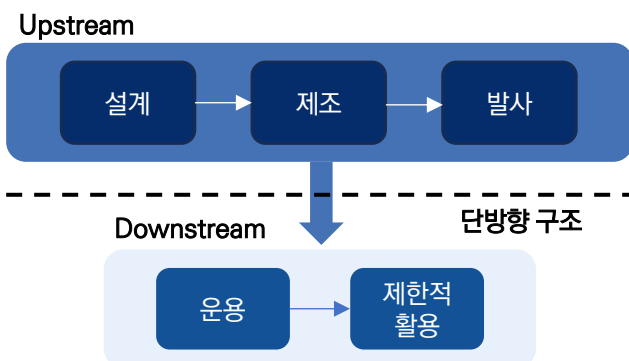 Upstream
설계
제조
발사
단방향 구조
Downstream
운용
제한적
활용